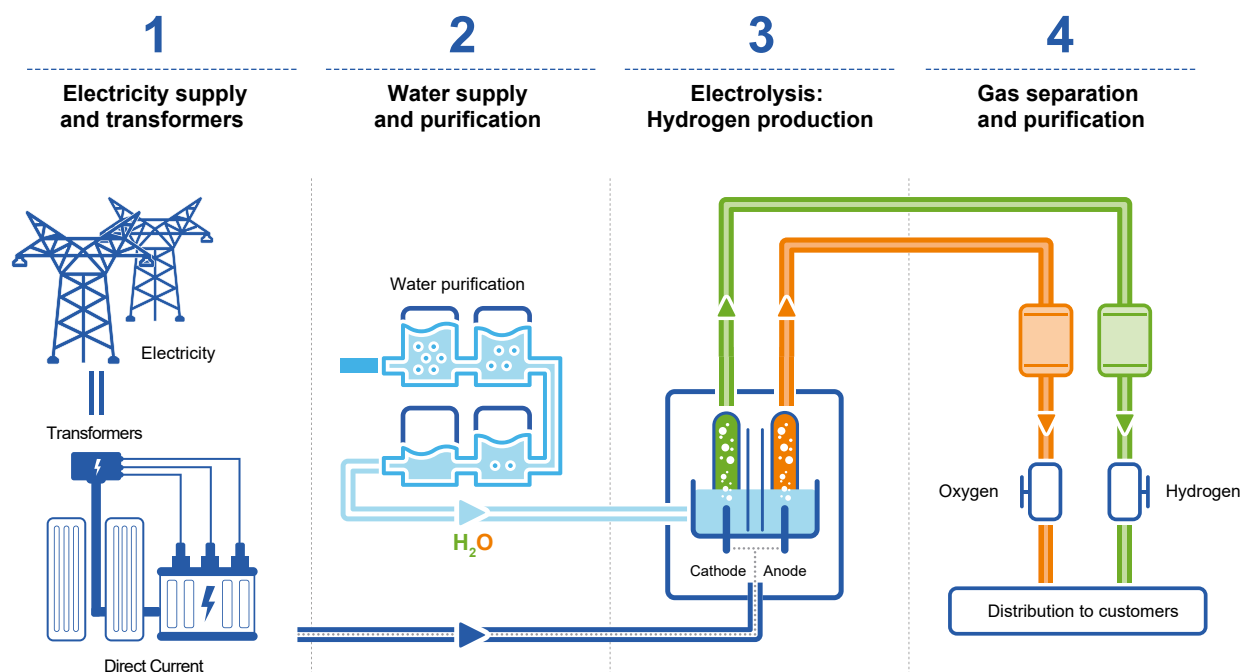 1
Electricity supply
and transformers
2
Water supply
and purification
3
Electrolysis:
Hydrogen production
4
Gas separation
and purification
Electricity
Transformers
Direct Current
Water purification
H₂O
Cathode
Anode
Oxygen
Hydrogen
Distribution to customers